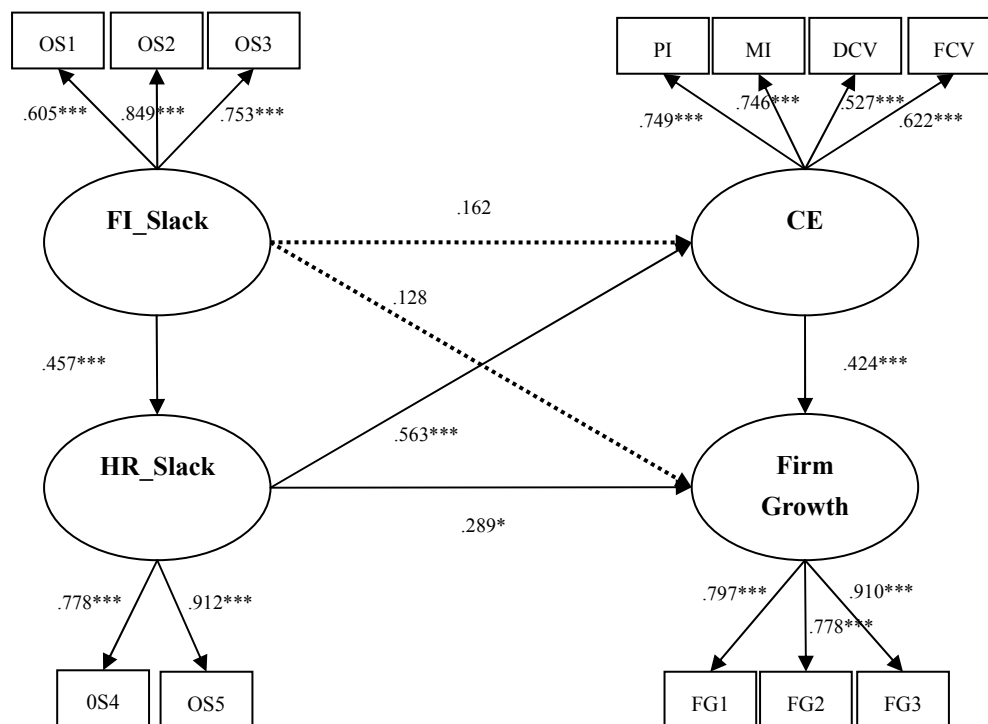 OS1 OS2 OS3 PI MI DCV FCV
.605*** .849*** .753*** .749*** .746*** .527*** .622***
FI_Slack .162 CE
.128
.457*** .424***
HR_Slack .563*** Firm
Growth
.289*
.778*** .912*** .797*** .778*** .910***
0S4 OS5 FG1 FG2 FG3